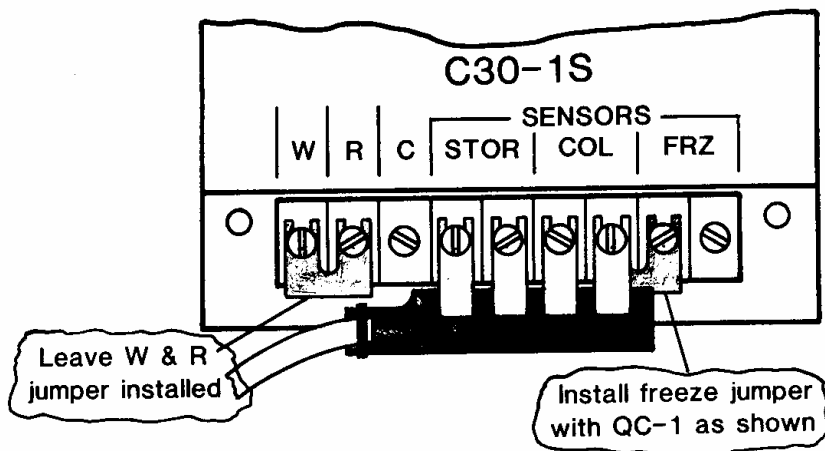 C30-1S
SENSORS
W R C STOR COL FRZ
Leave W & R
jumper installed
Install freeze jumper
with QC-1 as shown